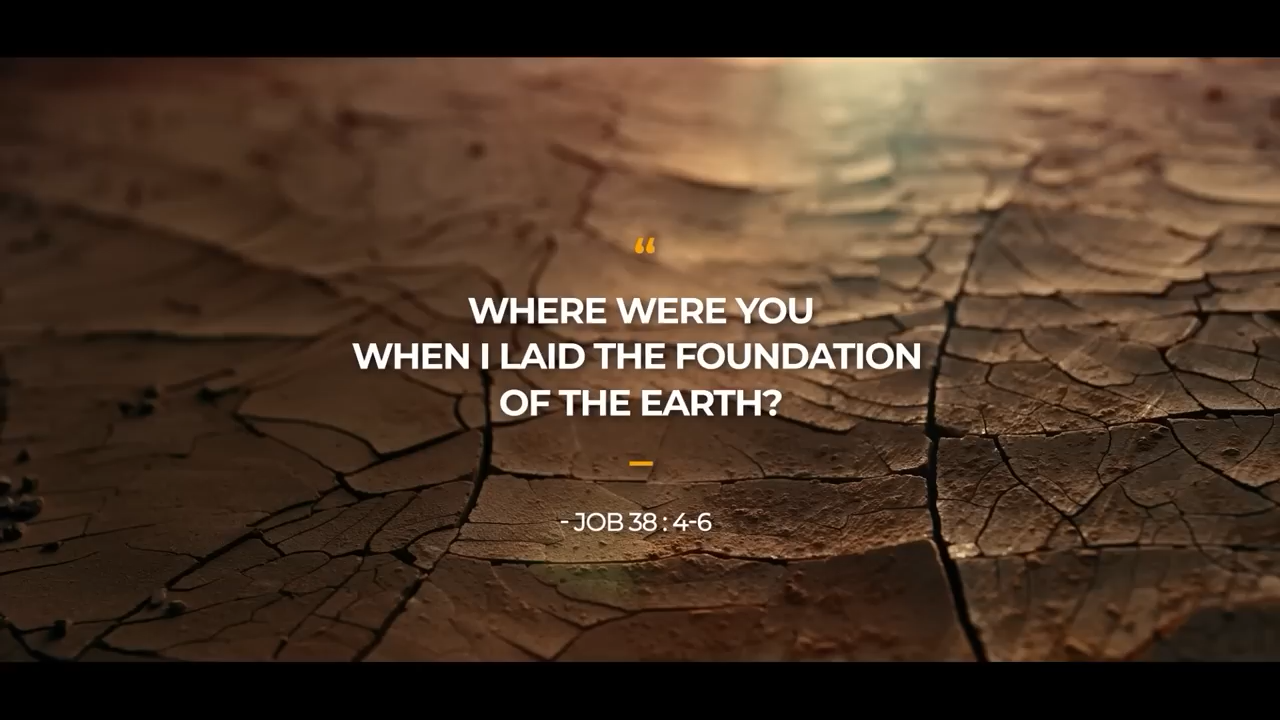 “
WHERE WERE YOU
WHEN I LAID THE FOUNDATION
OF THE EARTH?
- JOB 38 : 4-6